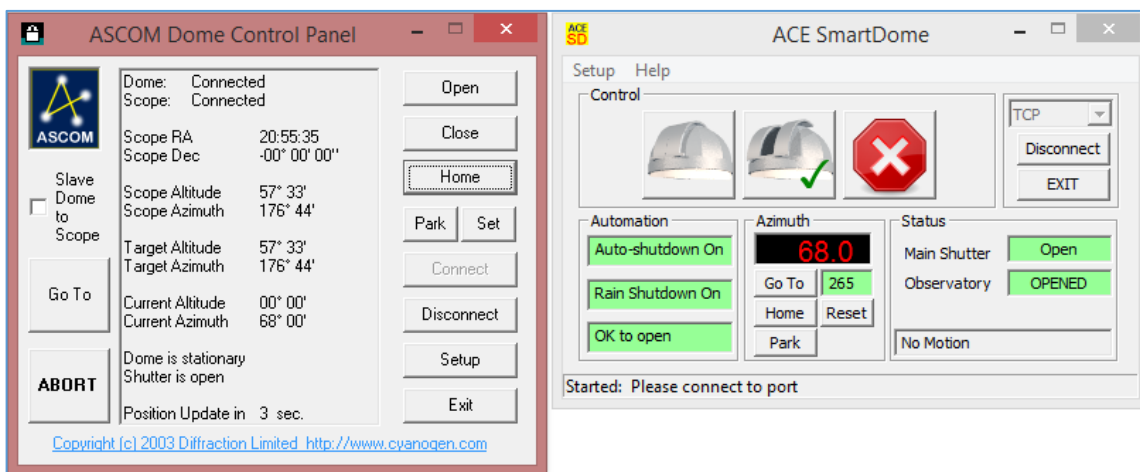 ASCOM Dome Control Panel
ASCOM
Slave
Dome
to
Scope
Go To
ABORT
Dome: Connected
Scope: Connected
Scope RA 20:55:35
Scope Dec -00° 00' 00''
Scope Altitude 57° 33'
Scope Azimuth 176° 44'
Target Altitude 57° 33'
Target Azimuth 176° 44'
Current Altitude 00° 00'
Current Azimuth 68° 00'
Dome is stationary
Shutter is open
Position Update in 3 sec.
Open
Close
Home
Park Set
Connect
Disconnect
Setup
Exit
Copyright (c) 2003 Diffraction Limited http://www.cyanogen.com
ACE
SD
ACE SmartDome
Setup Help
Control
TCP
Disconnect
EXIT
Automation
Auto-shutdown On
Rain Shutdown On
OK to open
Azimuth
68.0
Go To 265
Home Reset
Park
Status
Main Shutter Open
Observatory OPENED
No Motion
Started: Please connect to port